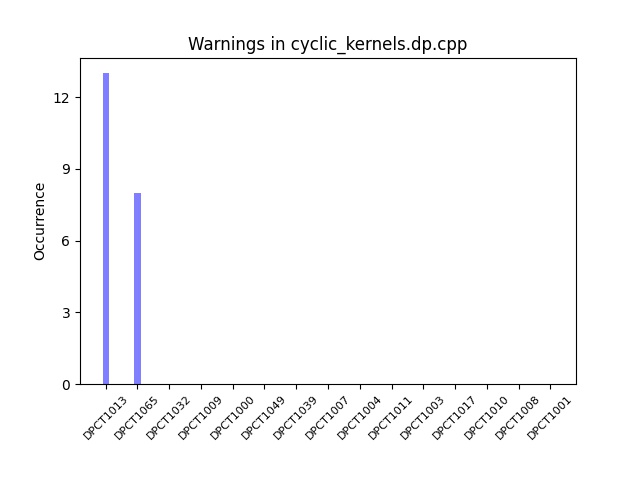 Warnings in cyclic_kernels.dp.cpp
Occurrence
12
9
6
3
0
DPCT1013
DPCT1065
DPCT1032
DPCT1009
DPCT1000
DPCT1049
DPCT1039
DPCT1007
DPCT1004
DPCT1011
DPCT1003
DPCT1017
DPCT1010
DPCT1008
DPCT1001